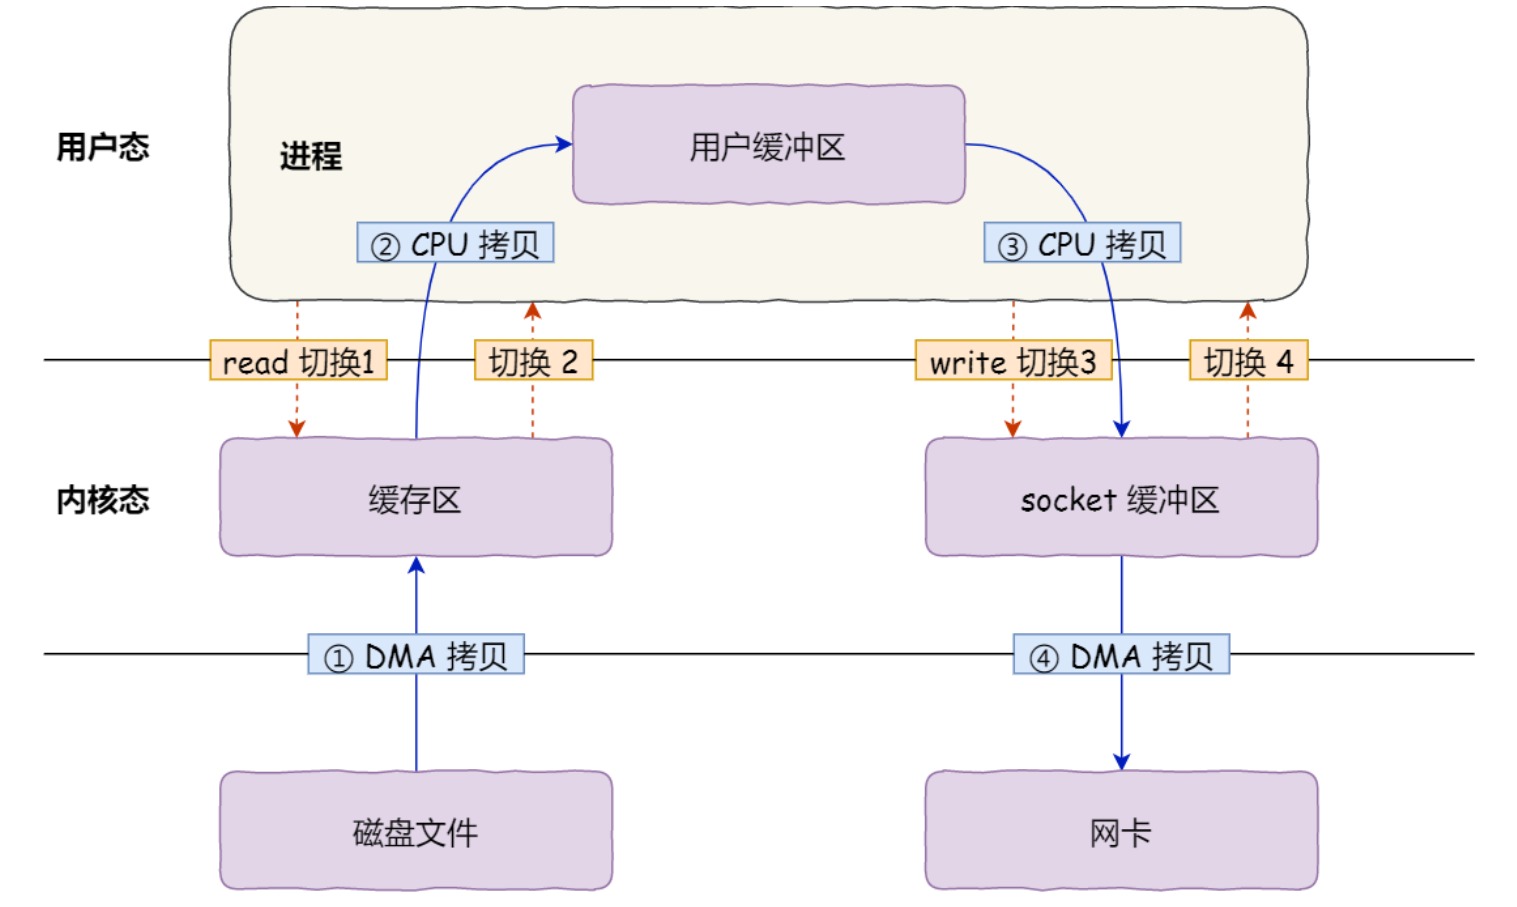 用户态
进程
用户缓冲区
② CPU 拷贝
③ CPU 拷贝
read 切换1
切换 2
write 切换3
切换 4
内核态
缓存区
socket 缓冲区
① DMA 拷贝
④ DMA 拷贝
磁盘文件
网卡